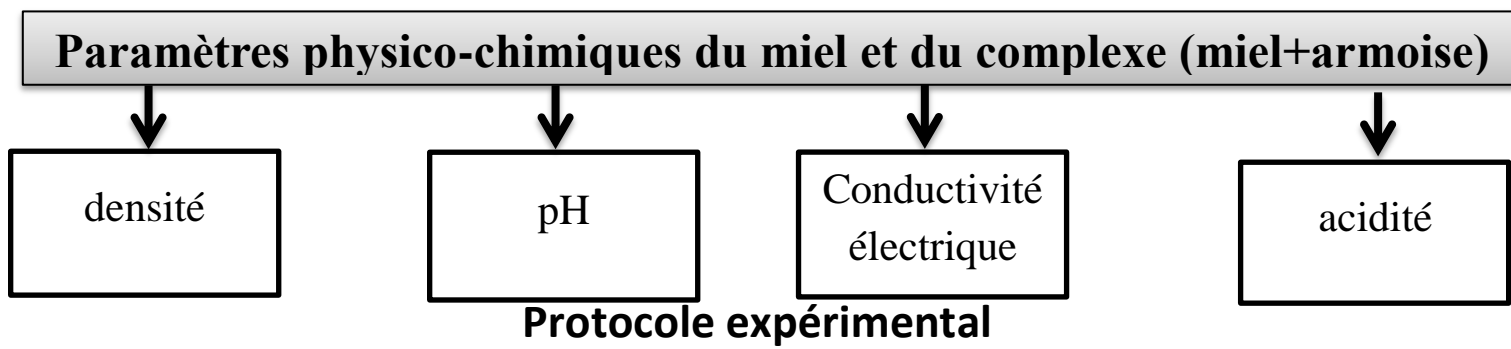 Paramètres physico-chimiques du miel et du complexe (miel+armoise)
densité
pH
Conductivité
électrique
acidité
Protocole expérimental